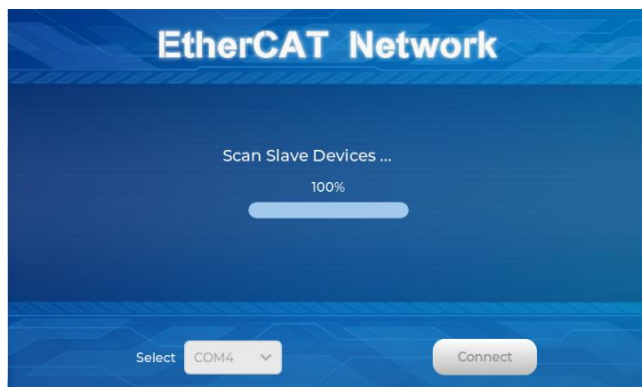 EtherCAT Network
Scan Slave Devices ...
100%
Select COM4 Connect